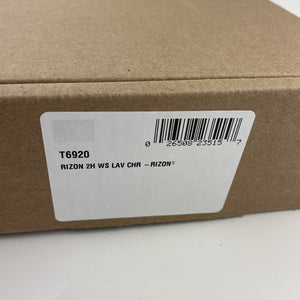 T6920
RIZON 2H WS LAV CHR –RIZON®
0 26508 23515 7